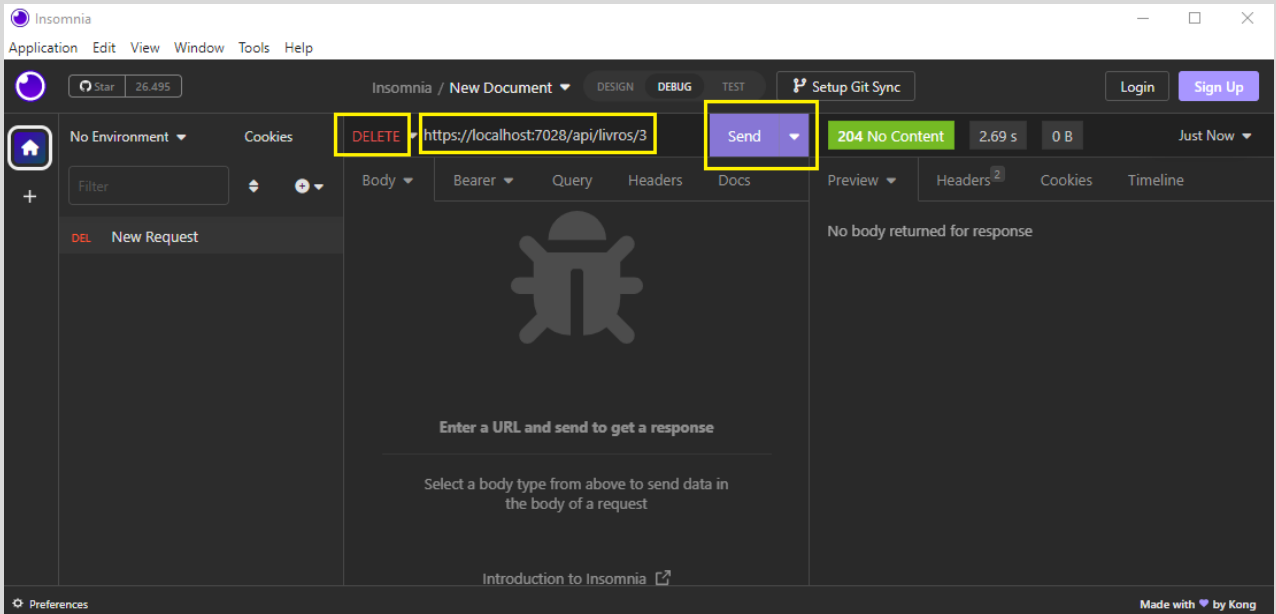 Insomnia
Application Edit View Window Tools Help
Star 26.495
Insomnia / New Document
DESIGN DEBUG TEST
Setup Git Sync
Login Sign Up
No Environment Cookies
DELETE https://localhost:7028/api/livros/3 Send
204 No Content 2.69 s 0 B Just Now
Filter
Body Bearer Query Headers Docs
Preview Headers 2 Cookies Timeline
DEL New Request
No body returned for response
Enter a URL and send to get a response
Select a body type from above to send data in
the body of a request
Introduction to Insomnia
Preferences
Made with by Kong